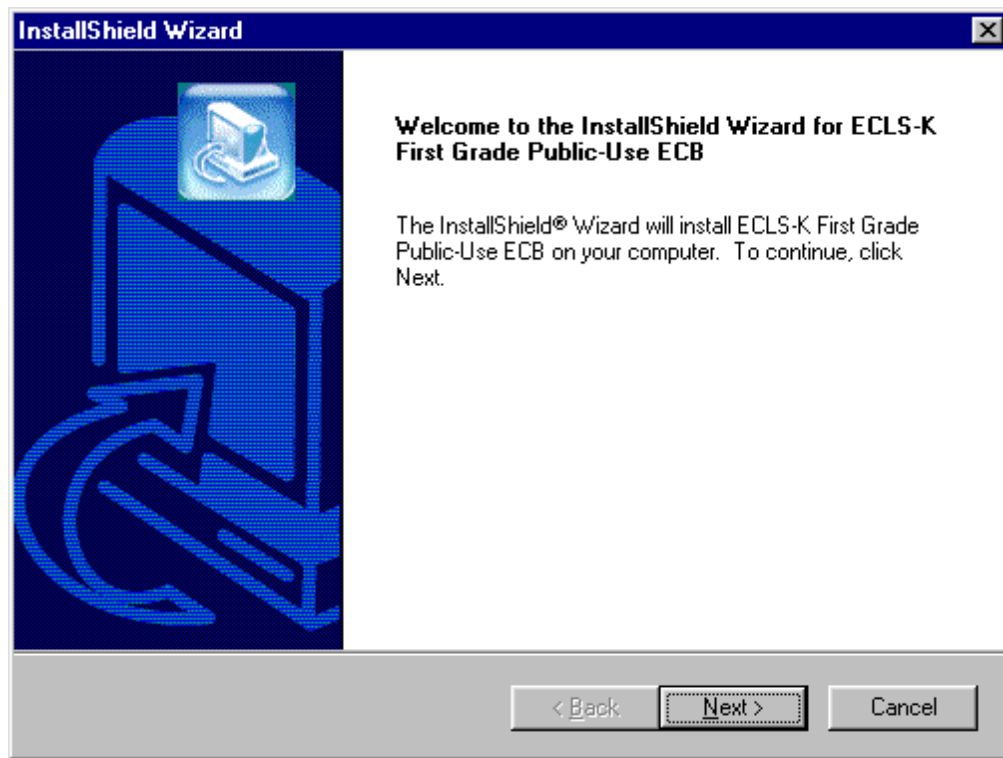 InstallShield Wizard
Welcome to the InstallShield Wizard for ECLS-K
First Grade Public-Use ECB
The InstallShield® Wizard will install ECLS-K First Grade
Public-Use ECB on your computer. To continue, click
Next.
< Back
Next >
Cancel